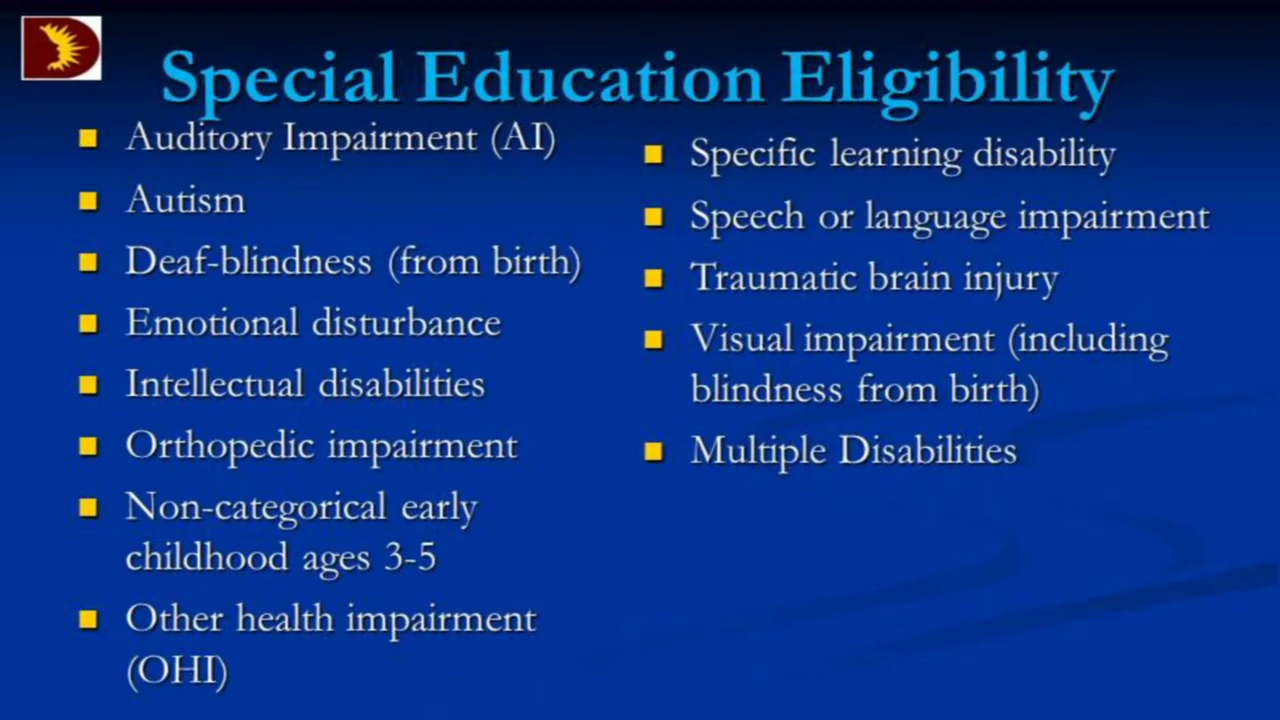 Special Education Eligibility
Auditory Impairment (AI)
Autism
Deaf-blindness (from birth)
Emotional disturbance
Intellectual disabilities
Orthopedic impairment
Non-categorical early
childhood ages 3-5
Other health impairment
(OHI)
Specific learning disability
Speech or language impairment
Traumatic brain injury
Visual impairment (including
blindness from birth)
Multiple Disabilities